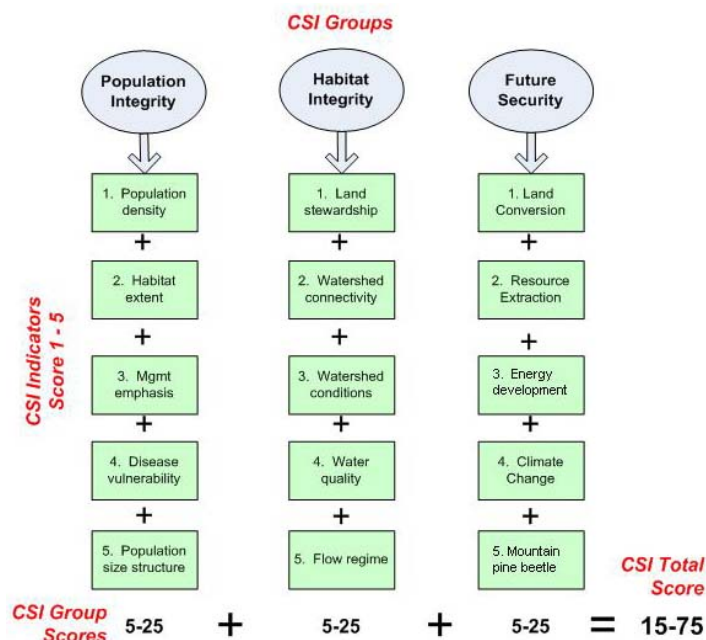 CSI Groups
Population
Integrity
Habitat
Integrity
Future
Security
CSI Indicators
Score 1 - 5
1. Population
density
+
2. Habitat
extent
+
3. Mgmt
emphasis
+
4. Disease
vulnerability
+
5. Population
size structure
1. Land
stewardship
+
2. Watershed
connectivity
+
3. Watershed
conditions
+
4. Water
quality
+
5. Flow regime
1. Land
Conversion
+
2. Resource
Extraction
+
3. Energy
development
+
4. Climate
Change
+
5. Mountain
pine beetle
CSI Total
Score
CSI Group
Scores
5-25 + 5-25 + 5-25 = 15-75